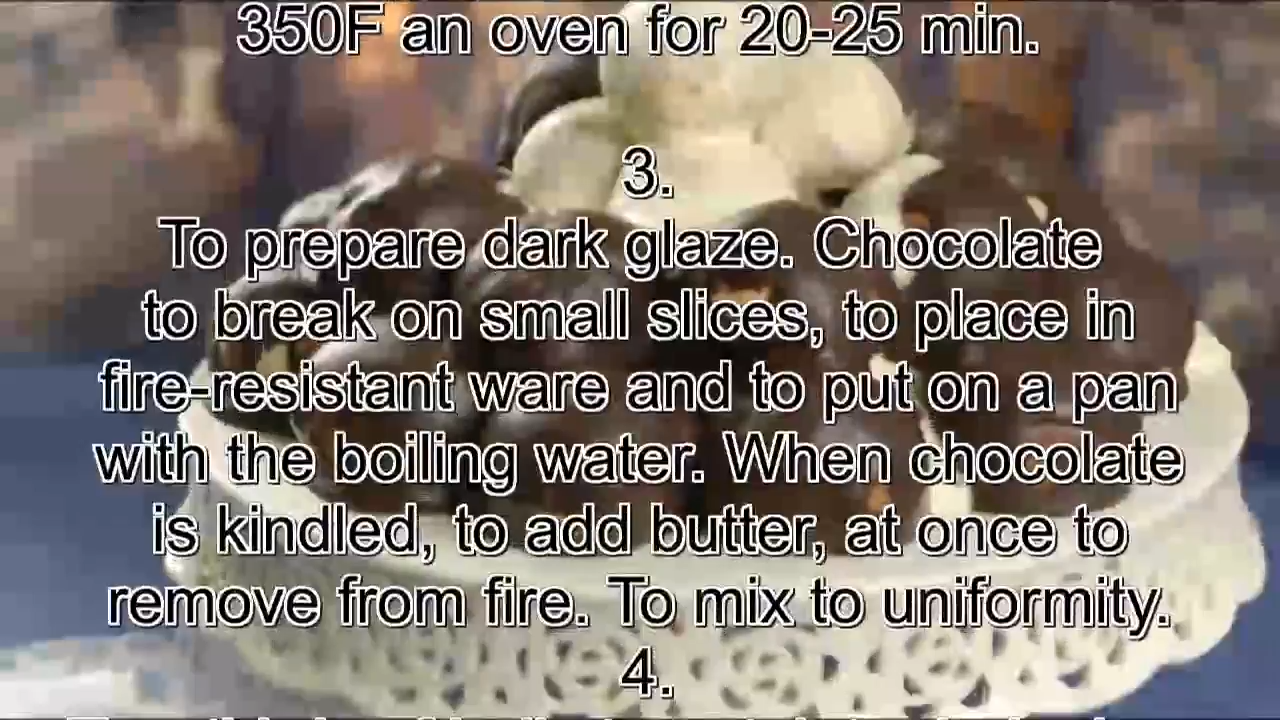 350F an oven for 20-25 min.
3.
To prepare dark glaze. Chocolate
to break on small slices, to place in
fire-resistant ware and to put on a pan
with the boiling water. When chocolate
is kindled, to add butter, at once to
remove from fire. To mix to uniformity.
4.